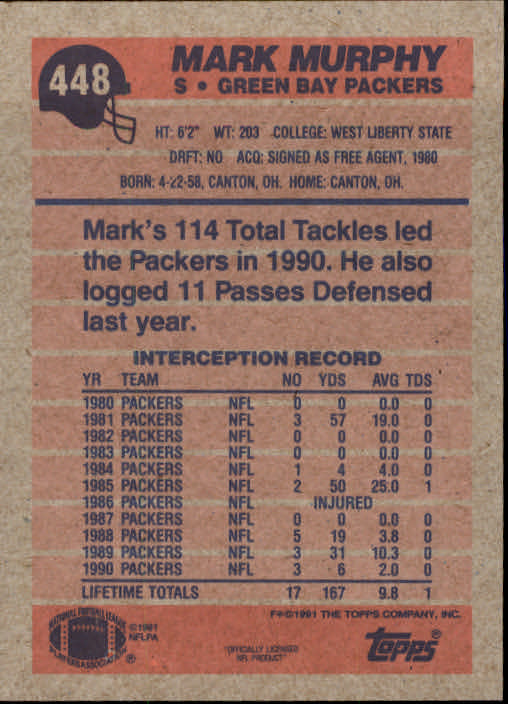 448
MARK MURPHY
S • GREEN BAY PACKERS
HT: 6'2" WT: 203 COLLEGE: WEST LIBERTY STATE
DRFT: NO ACQ: SIGNED AS FREE AGENT, 1980
BORN: 4-22-58, CANTON, OH. HOME: CANTON, OH.
Mark's 114 Total Tackles led
the Packers in 1990. He also
logged 11 Passes Defensed
last year.
INTERCEPTION RECORD
YR TEAM NO YDS AVG TDS
1980 PACKERS NFL 0 0 0.0 0
1981 PACKERS NFL 3 57 19.0 0
1982 PACKERS NFL 0 0 0.0 0
1983 PACKERS NFL 0 0 0.0 0
1984 PACKERS NFL 1 4 4.0 0
1985 PACKERS NFL 2 50 25.0 1
1986 PACKERS NFL INJURED
1987 PACKERS NFL 0 0 0.0 0
1988 PACKERS NFL 5 19 3.8 0
1989 PACKERS NFL 3 31 10.3 0
1990 PACKERS NFL 3 6 2.0 0
LIFETIME TOTALS 17 167 9.8 1
©1991 THE TOPPS COMPANY, INC.
NATIONAL FOOTBALL LEAGUE
PLAYERS ASSOCIATION
®
©1991
NFLPA
"OFFICIALLY LICENSED
NFL PRODUCT"
topps®